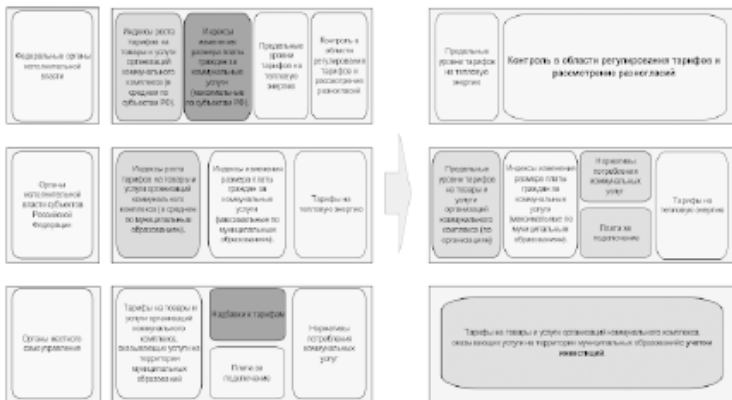 Федеральные органы
исполнительной
власти
Индексы роста
тарифов на
товары и услуги
организаций
коммунального
комплекса (в
среднем по
субъектам РФ).
Индексы
изменения
размера платы
граждан за
коммунальные
услуги
(максимальные
по субъектам РФ).
Предельные
уровни
тарифов на
тепловую
энергию
Контроль в
области
регулирования
тарифов и
рассмотрение
разногласий
Предельные
уровни тарифов
на тепловую
энергию
Контроль в области регулирования тарифов и
рассмотрение разногласий
Органы
исполнительной
власти субъектов
Российской
Федерации
Индексы роста
тарифов на товары и
услуги организаций
коммунального
комплекса (в среднем
по муниципальным
образованиям).
Индексы изменения
размера платы
граждан за
коммунальные
услуги
(максимальные по
муниципальным
образованиям).
Тарифы на
тепловую энергию
Предельные
уровни тарифов
на товары и
услуги
организаций
коммунального
комплекса (по
организациям)
Индексы изменения
размера платы
граждан за
коммунальные
услуги
(максимальные по
муниципальным
образованиям).
Нормативы
потребления
коммунальных
услуг
Плата за
подключение
Тарифы на
тепловую энергию
Органы местного
самоуправления
Тарифы на товары и
услуги организаций
коммунального
комплекса,
оказывающих услуги на
территории
муниципальных
образований
Надбавки к тарифам
Плата за
подключение
Нормативы
потребления
коммунальных
услуг
Тарифы на товары и услуги организаций коммунального комплекса,
оказывающих услуги на территории муниципальных образований с учетом
инвестиций.